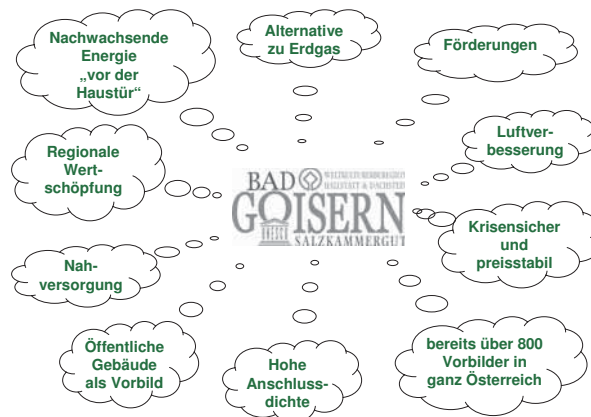 Nachwachsende
Energie
„vor der
Haustür“
Alternative
zu Erdgas
Förderungen
Regionale
Wert-
schöpfung
Luftver-
besserung
BAD
GOISERN
SALZKAMMERGUT
Krisensicher
und
preisstabil
Nah-
versorgung
Öffentliche
Gebäude
als Vorbild
Hohe
Anschluss-
dichte
bereits über 800
Vorbilder in
ganz Österreich